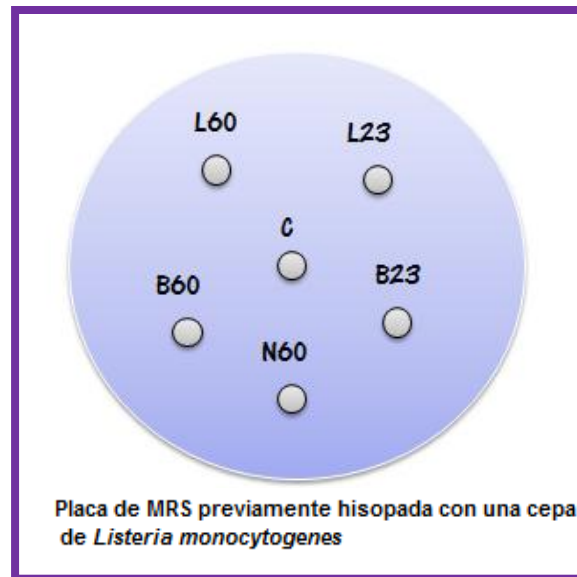 L60
L23
C
B60
B23
N60
Placa de MRS previamente hisopada con una cepa
de Listeria monocytogenes